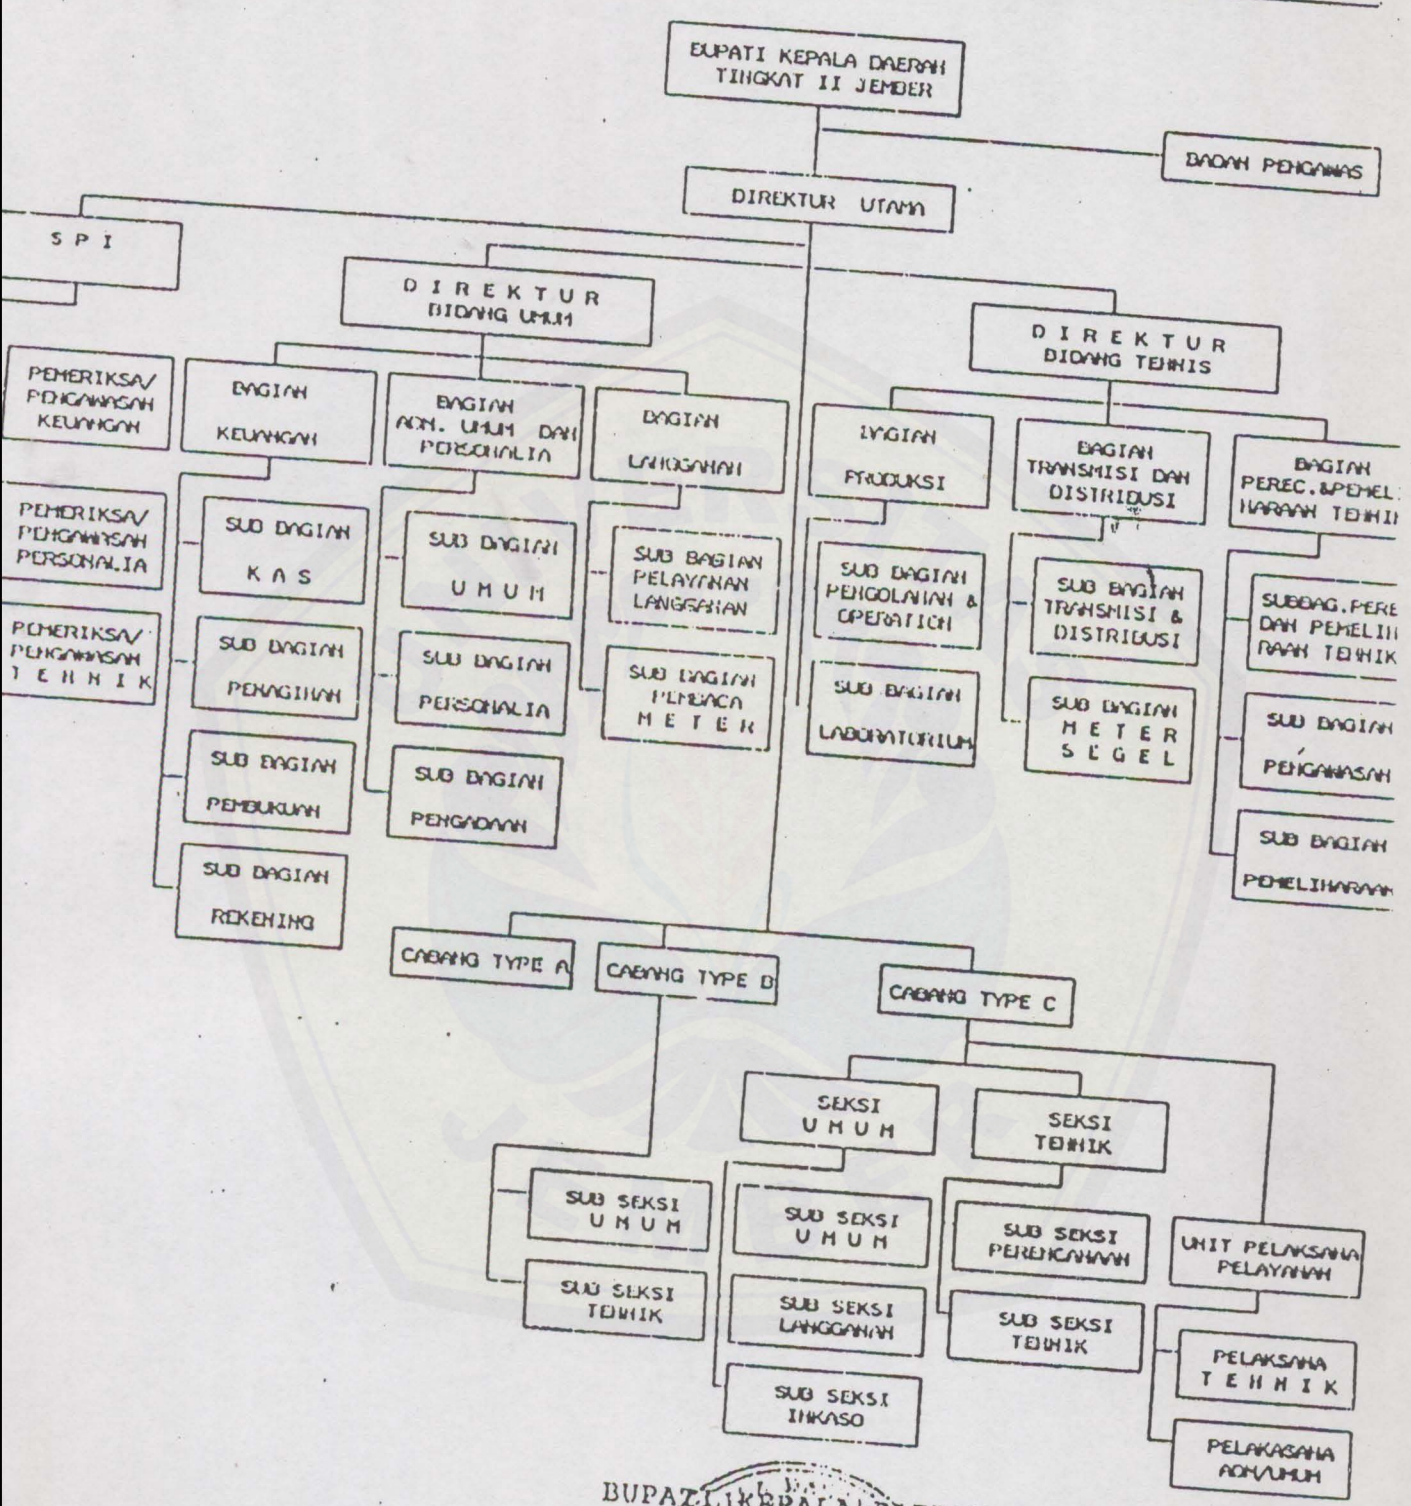 BUPATI KEPALA DAERAH
TINGKAT II JEMBER
BADAN PENGAWAS
DIREKTUR UTAMA
S P I
D I R E K T U R
BIDANG UMUM
D I R E K T U R
BIDANG TEHNIS
PEMERIKSA/
PENGAWASAN
KEUANGAN
BAGIAN
KEUANGAN
BAGIAN
ADM. UMUM DAN
PERSONALIA
BAGIAN
LANGGANAN
BAGIAN
PRODUKSI
BAGIAN
TRANSMISI DAN
DISTRIBUSI
BAGIAN
PEREC.&PEMEL
HARAAN TEHNI
PEMERIKSA/
PENGAWASAN
PERSONALIA
SUB BAGIAN
K A S
SUB BAGIAN
U M U M
SUB BAGIAN
PELAYANAN
LANGGANAN
SUB BAGIAN
PENGOLAHAN &
OPERATION
SUB BAGIAN
TRANSMISI &
DISTRIBUSI
SUBBAG.PERE
DAN PEMELIH
RAAN TEHNIK
PEMERIKSA/
PENGAWASAN
T E H N I K
SUB BAGIAN
PENAGIHAN
SUB BAGIAN
PERSONALIA
SUB BAGIAN
PEMBACA
M E T E R
SUB BAGIAN
LABORATORIUM
SUB BAGIAN
M E T E R
S E G E L
SUB BAGIAN
PENGAWASAN
SUB BAGIAN
PEMBUKUAN
SUB BAGIAN
PENGADAAN
SUB BAGIAN
PEMELIHARAAN
SUB BAGIAN
REKENING
CABANG TYPE A
CABANG TYPE B
CABANG TYPE C
SEKSI
U M U M
SEKSI
TEHNIK
SUB SEKSI
U M U M
SUB SEKSI
U M U M
SUB SEKSI
PERENCANAAN
UNIT PELAKSANA
PELAYANAN
SUB SEKSI
TEHNIK
SUB SEKSI
LANGGANAN
SUB SEKSI
TEHNIK
PELAKSANA
T E H N I K
SUB SEKSI
INKASO
PELAKASANA
ADM/UMUM
BUPATI KEPALA